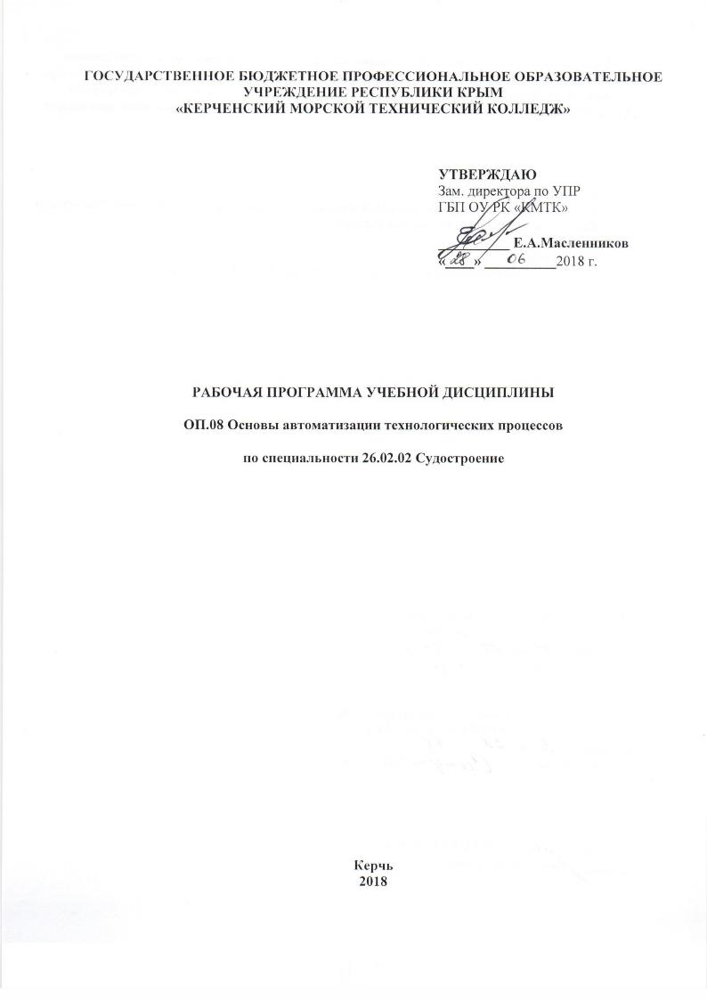 ГОСУДАРСТВЕННОЕ БЮДЖЕТНОЕ ПРОФЕССИОНАЛЬНОЕ ОБРАЗОВАТЕЛЬНОЕ
УЧРЕЖДЕНИЕ РЕСПУБЛИКИ КРЫМ
«КЕРЧЕНСКИЙ МОРСКОЙ ТЕХНИЧЕСКИЙ КОЛЛЕДЖ»
УТВЕРЖДАЮ
Зам. директора по УПР
ГБП ОУ РК «КМТК»
__________ Е.А.Масленников
«28» 06 2018 г.
РАБОЧАЯ ПРОГРАММА УЧЕБНОЙ ДИСЦИПЛИНЫ
ОП.08 Основы автоматизации технологических процессов
по специальности 26.02.02 Судостроение
Керчь
2018